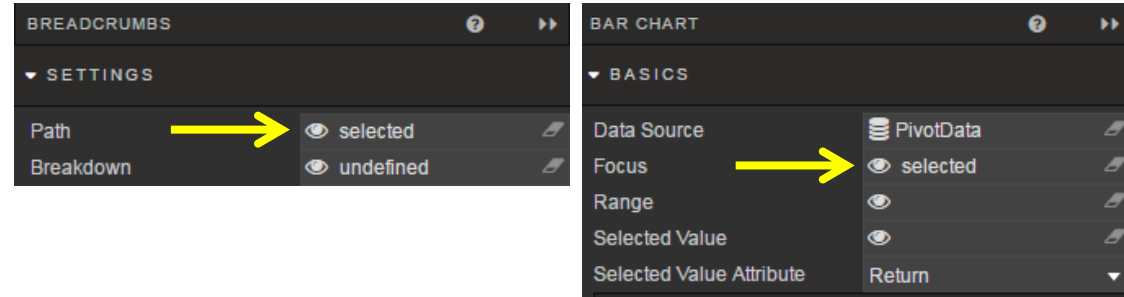 BREADCRUMBS
SETTINGS
Path selected
Breakdown undefined
BAR CHART
BASICS
Data Source PivotData
Focus selected
Range
Selected Value
Selected Value Attribute Return